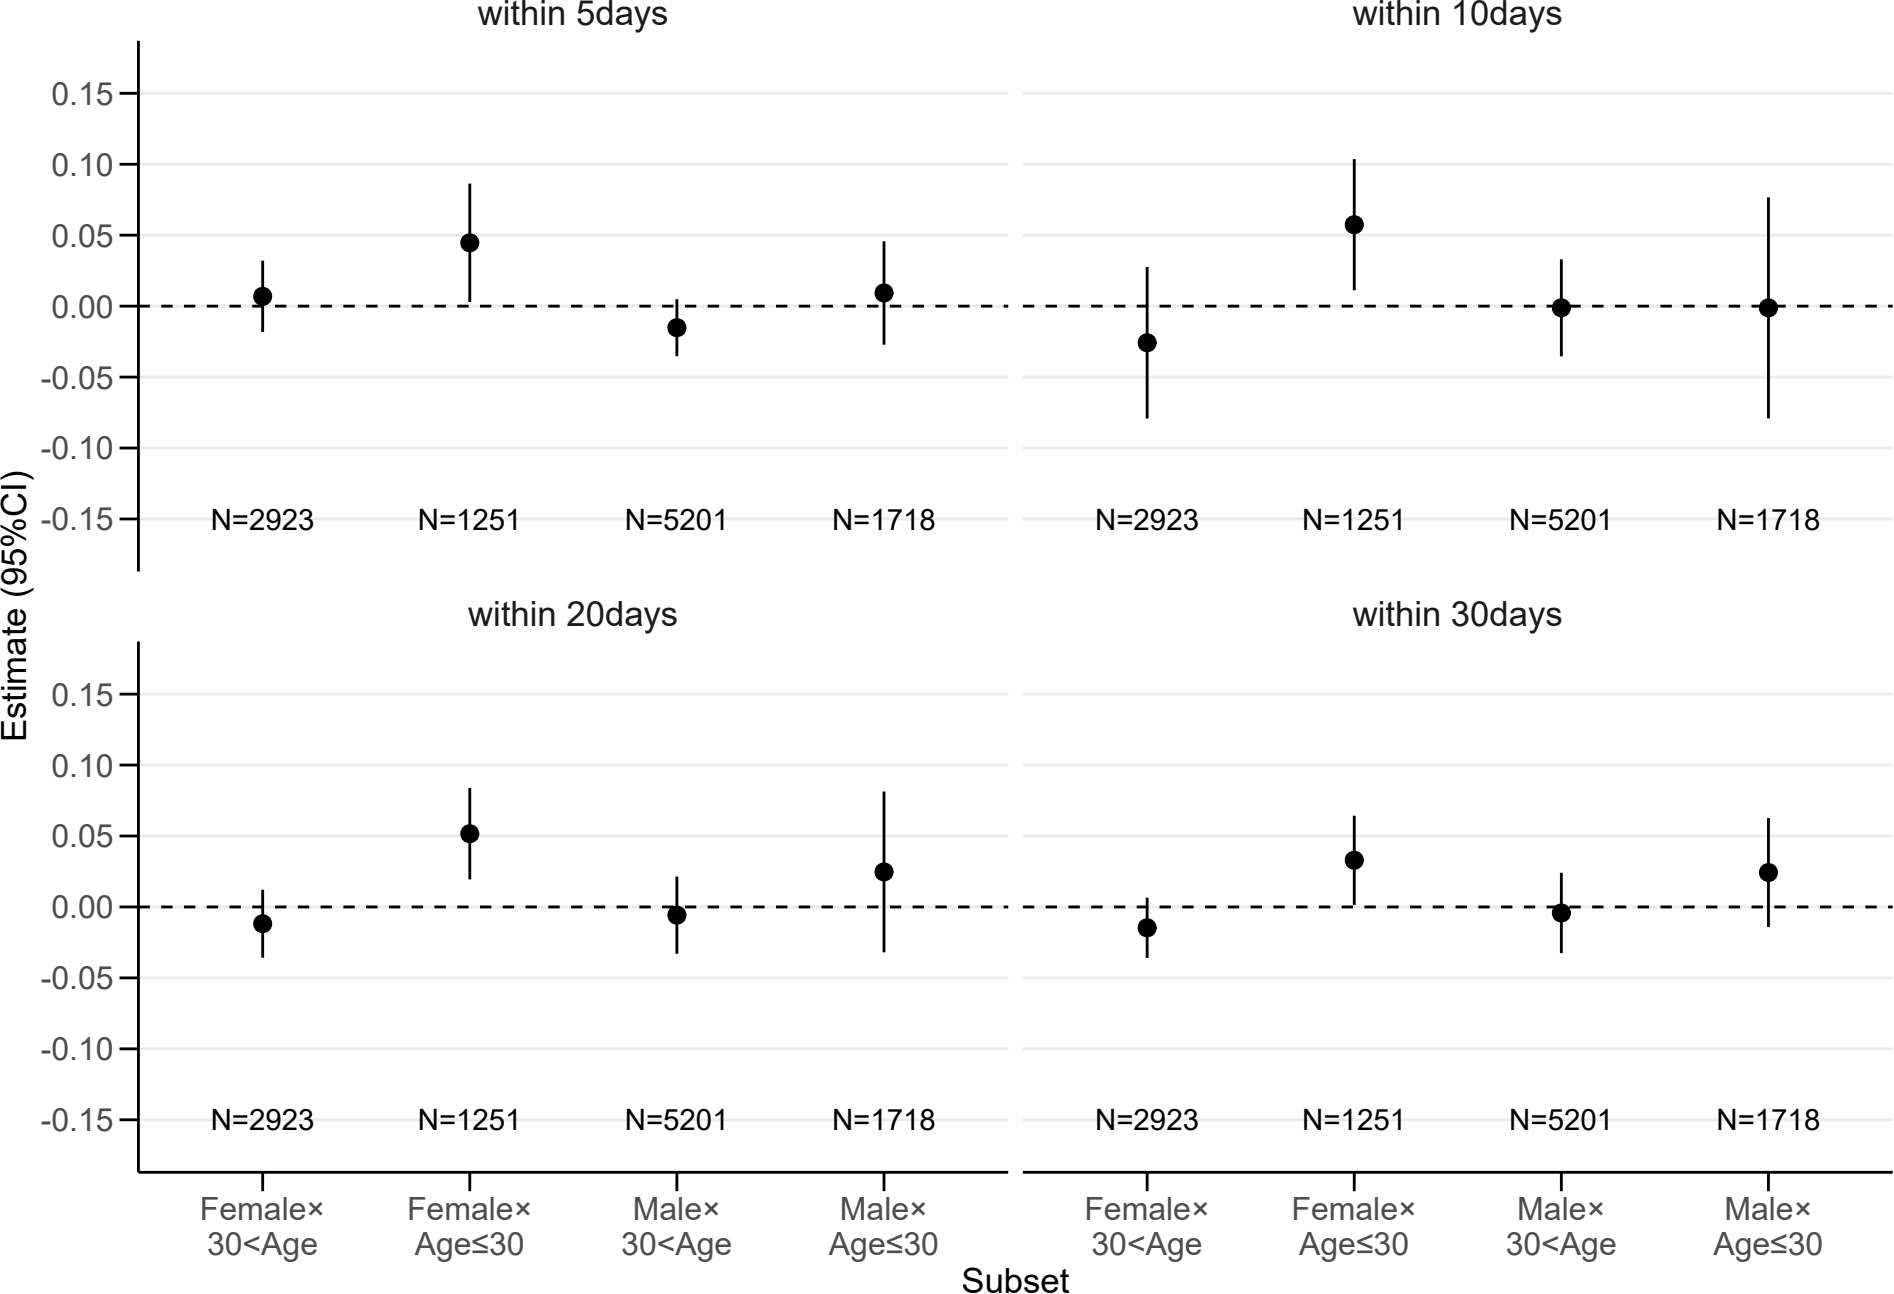 within 5days
within 10days
0.15
0.10
0.05
0.00
-0.05
-0.10
-0.15
N=2923 N=1251 N=5201 N=1718
N=2923 N=1251 N=5201 N=1718
Estimate (95%CI)
within 20days
within 30days
0.15
0.10
0.05
0.00
-0.05
-0.10
-0.15
N=2923 N=1251 N=5201 N=1718
N=2923 N=1251 N=5201 N=1718
Female× Female× Male× Male×
30<Age Age≤30 30<Age Age≤30
Female× Female× Male× Male×
30<Age Age≤30 30<Age Age≤30
Subset